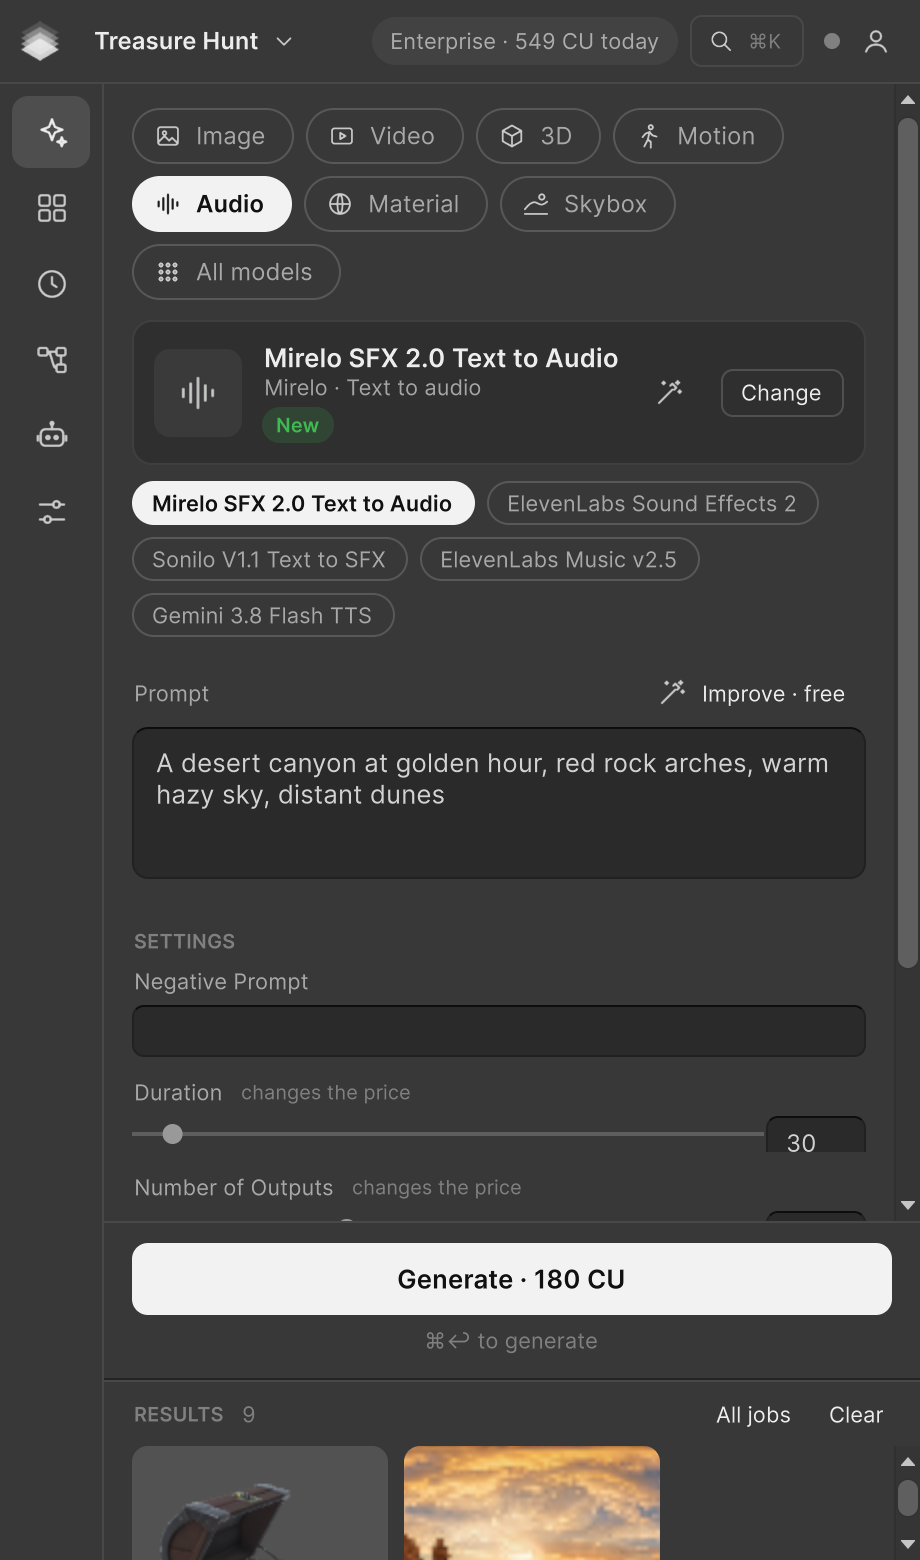 Treasure Hunt
Enterprise · 549 CU today
⌘K
Image
Video
3D
Motion
Audio
Material
Skybox
All models
Mirelo SFX 2.0 Text to Audio
Mirelo · Text to audio
New
Change
Mirelo SFX 2.0 Text to Audio
ElevenLabs Sound Effects 2
Sonilo V1.1 Text to SFX
ElevenLabs Music v2.5
Gemini 3.8 Flash TTS
Prompt
Improve · free
A desert canyon at golden hour, red rock arches, warm
hazy sky, distant dunes
SETTINGS
Negative Prompt
Duration changes the price
30
Number of Outputs changes the price
Generate · 180 CU
⌘↩ to generate
RESULTS 9
All jobs
Clear